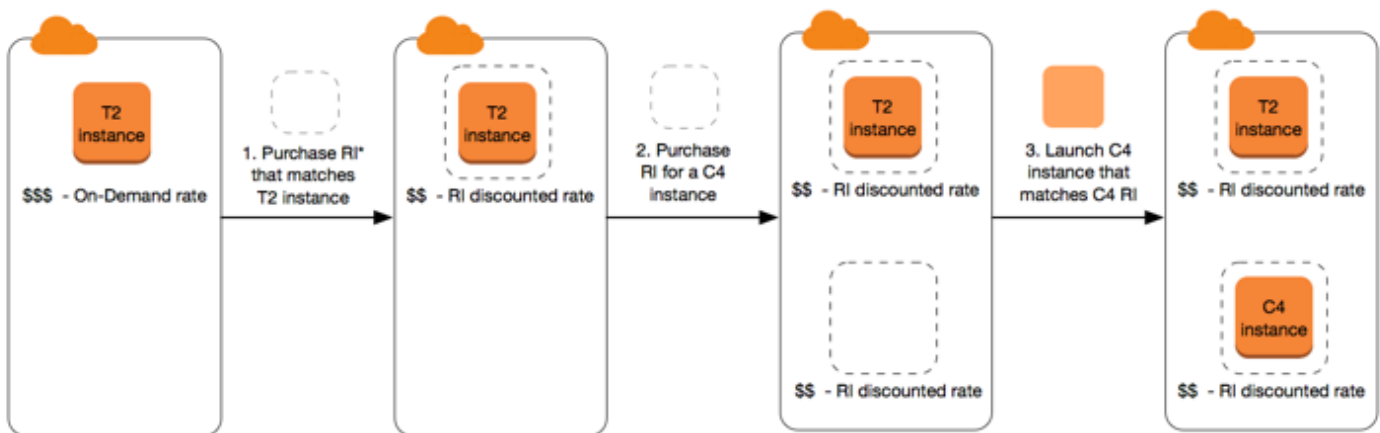 T2
instance
$$$ - On-Demand rate
1. Purchase RI*
that matches
T2 instance
T2
instance
$$ - RI discounted rate
2. Purchase
RI for a C4
instance
T2
instance
$$ - RI discounted rate
$$ - RI discounted rate
3. Launch C4
instance that
matches C4 RI
T2
instance
$$ - RI discounted rate
C4
instance
$$ - RI discounted rate